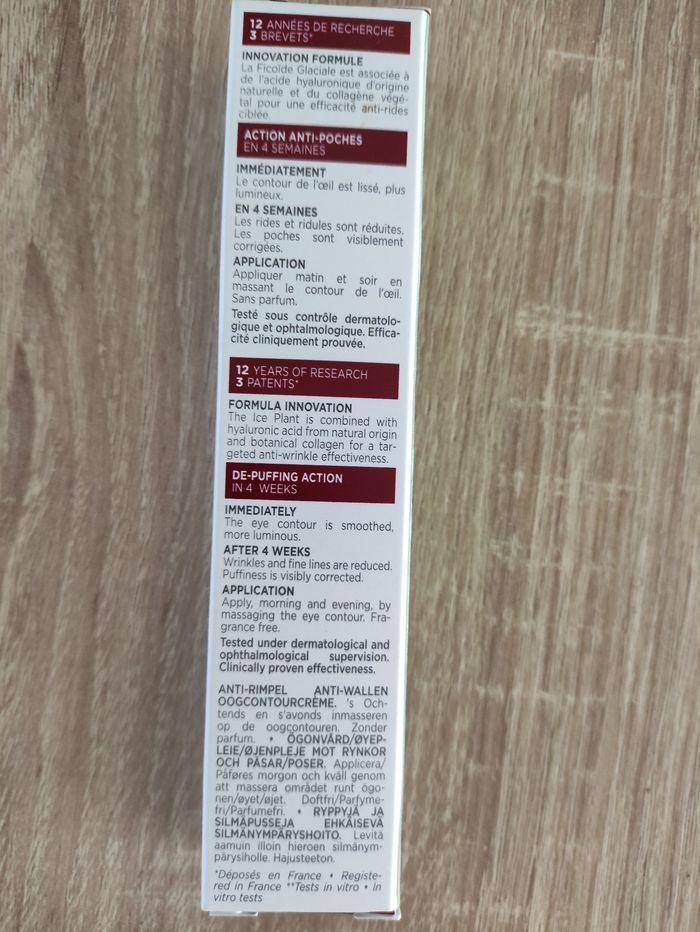 12 ANNÉES DE RECHERCHE
3 BREVETS*
INNOVATION FORMULE
La Ficoïde Glaciale est associée à
de l'acide hyaluronique d'origine
naturelle et du collagène végé-
tal pour une efficacité anti-rides
ciblée.
ACTION ANTI-POCHES
EN 4 SEMAINES
IMMÉDIATEMENT
Le contour de l'œil est lissé, plus
lumineux.
EN 4 SEMAINES
Les rides et ridules sont réduites.
Les poches sont visiblement
corrigées.
APPLICATION
Appliquer matin et soir en
massant le contour de l'œil.
Sans parfum.
Testé sous contrôle dermatolo-
gique et ophtalmologique. Effica-
cité cliniquement prouvée.
12 YEARS OF RESEARCH
3 PATENTS*
FORMULA INNOVATION
The Ice Plant is combined with
hyaluronic acid from natural origin
and botanical collagen for a tar-
geted anti-wrinkle effectiveness.
DE-PUFFING ACTION
IN 4 WEEKS
IMMEDIATELY
The eye contour is smoothed,
more luminous.
AFTER 4 WEEKS
Wrinkles and fine lines are reduced.
Puffiness is visibly corrected.
APPLICATION
Apply, morning and evening, by
massaging the eye contour. Fra-
grance free.
Tested under dermatological and
ophthalmological supervision.
Clinically proven effectiveness.
ANTI-RIMPEL ANTI-WALLEN
OOGCONTOURCRÈME. 's Och-
tends en s'avonds inmasseren
op de oogcontouren. Zonder
parfum. • ÖGONVÅRD/ØYEP-
LEIE/ØJENPLEJE MOT RYNKOR
OCH PÅSAR/POSER. Applicera/
Påføres morgon och kväll genom
att massera området runt ögo-
nen/øyet/øjet. Doftfri/Parfyme-
fri/Parfumefri. • RYPPYJÄ JA
SILMÄPUSSEJA EHKÄISEVÄ
SILMÄNYMPÄRYSHOITO. Levitä
aamuin illoin hieroen silmänym-
pärysiholle. Hajusteeton.
*Déposés en France • Registe-
red in France **Tests in vitro • In
vitro tests